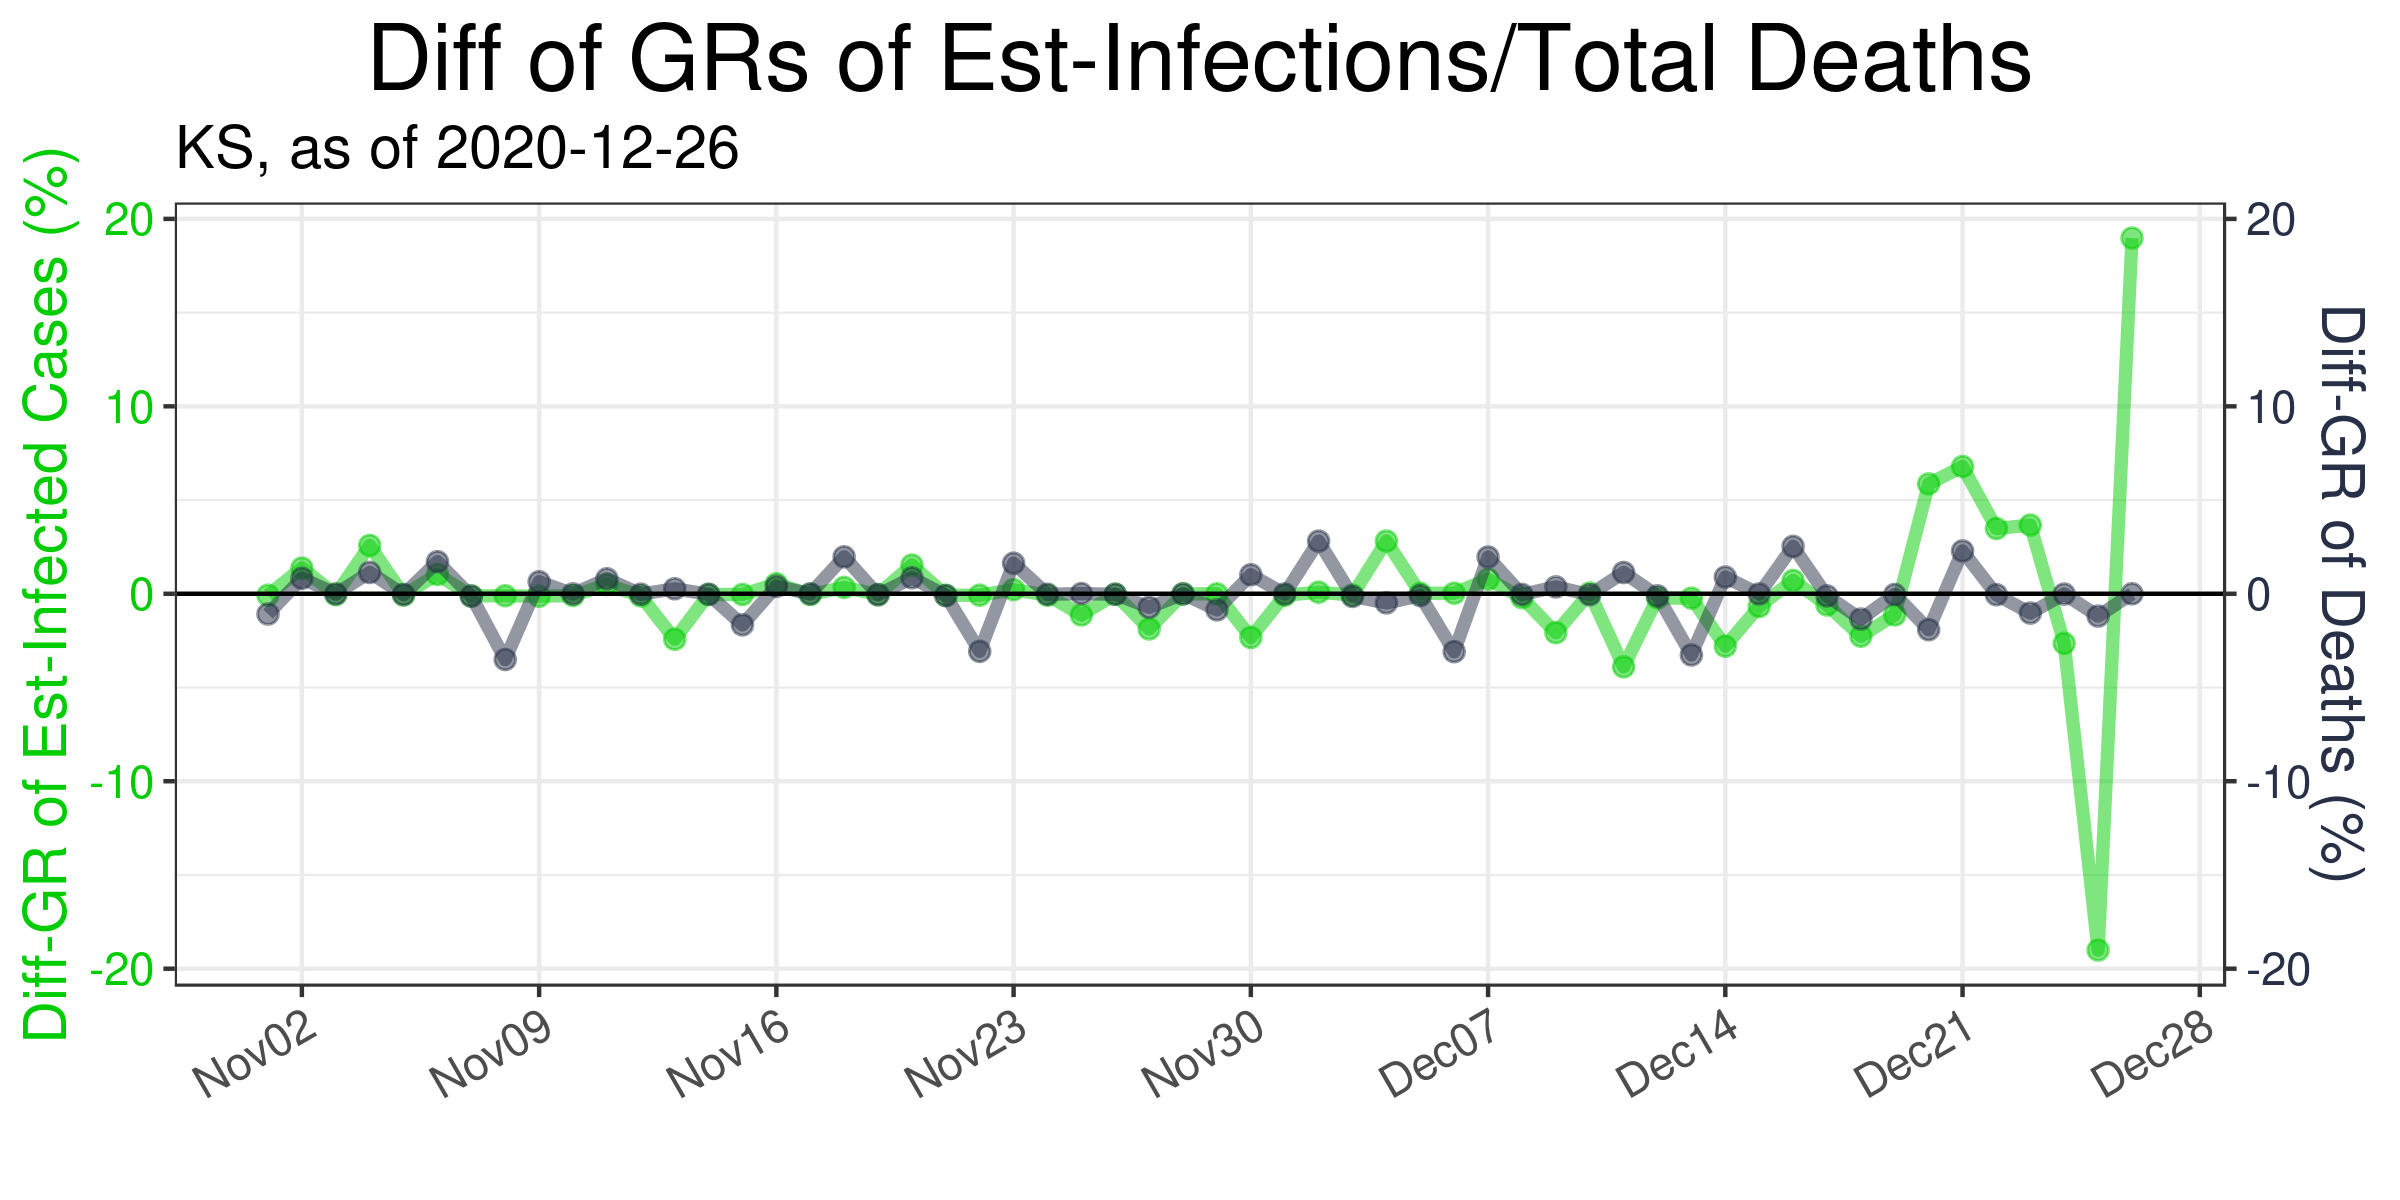 Diff of GRs of Est-Infections/Total Deaths
KS, as of 2020-12-26
Diff-GR of Est-Infected Cases (%)
20
10
0
-10
-20
20
10
0
-10
-20
Diff-GR of Deaths (%)
Nov02
Nov09
Nov16
Nov23
Nov30
Dec07
Dec14
Dec21
Dec28